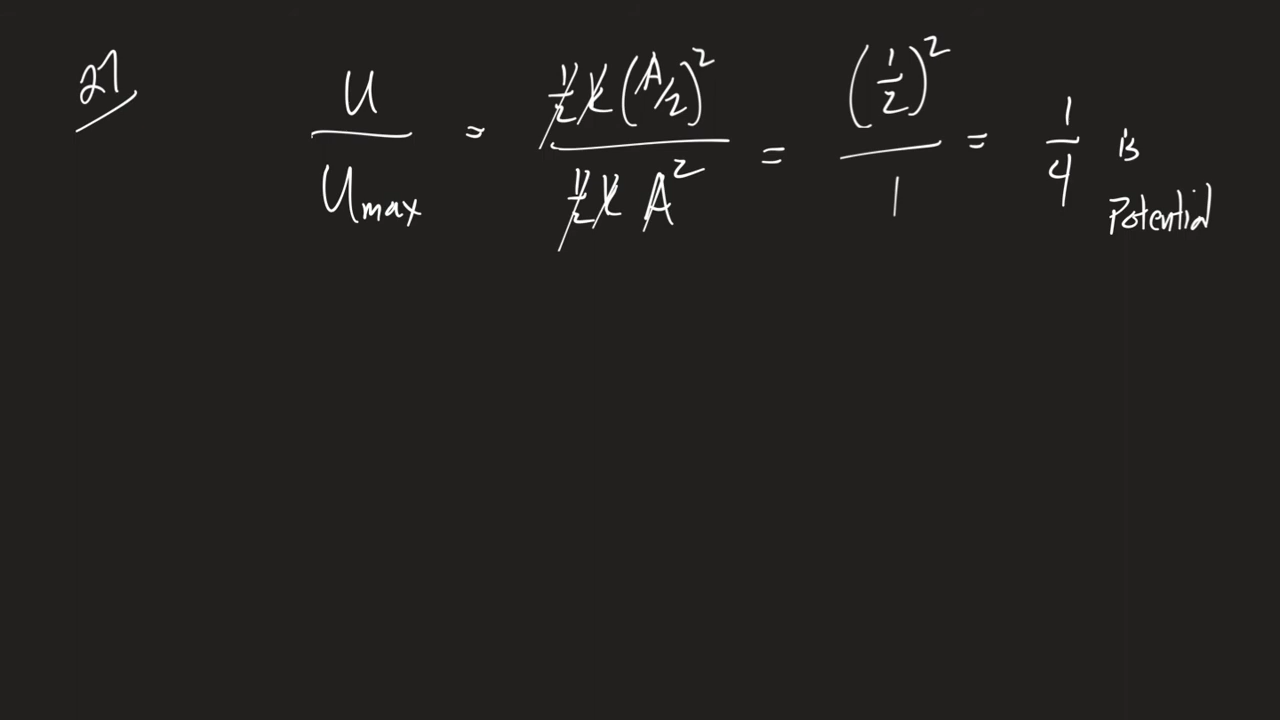 27
U/Umax = ½k(A/2)²/½kA² = (1/2)²/1 = 1/4 is
Potential